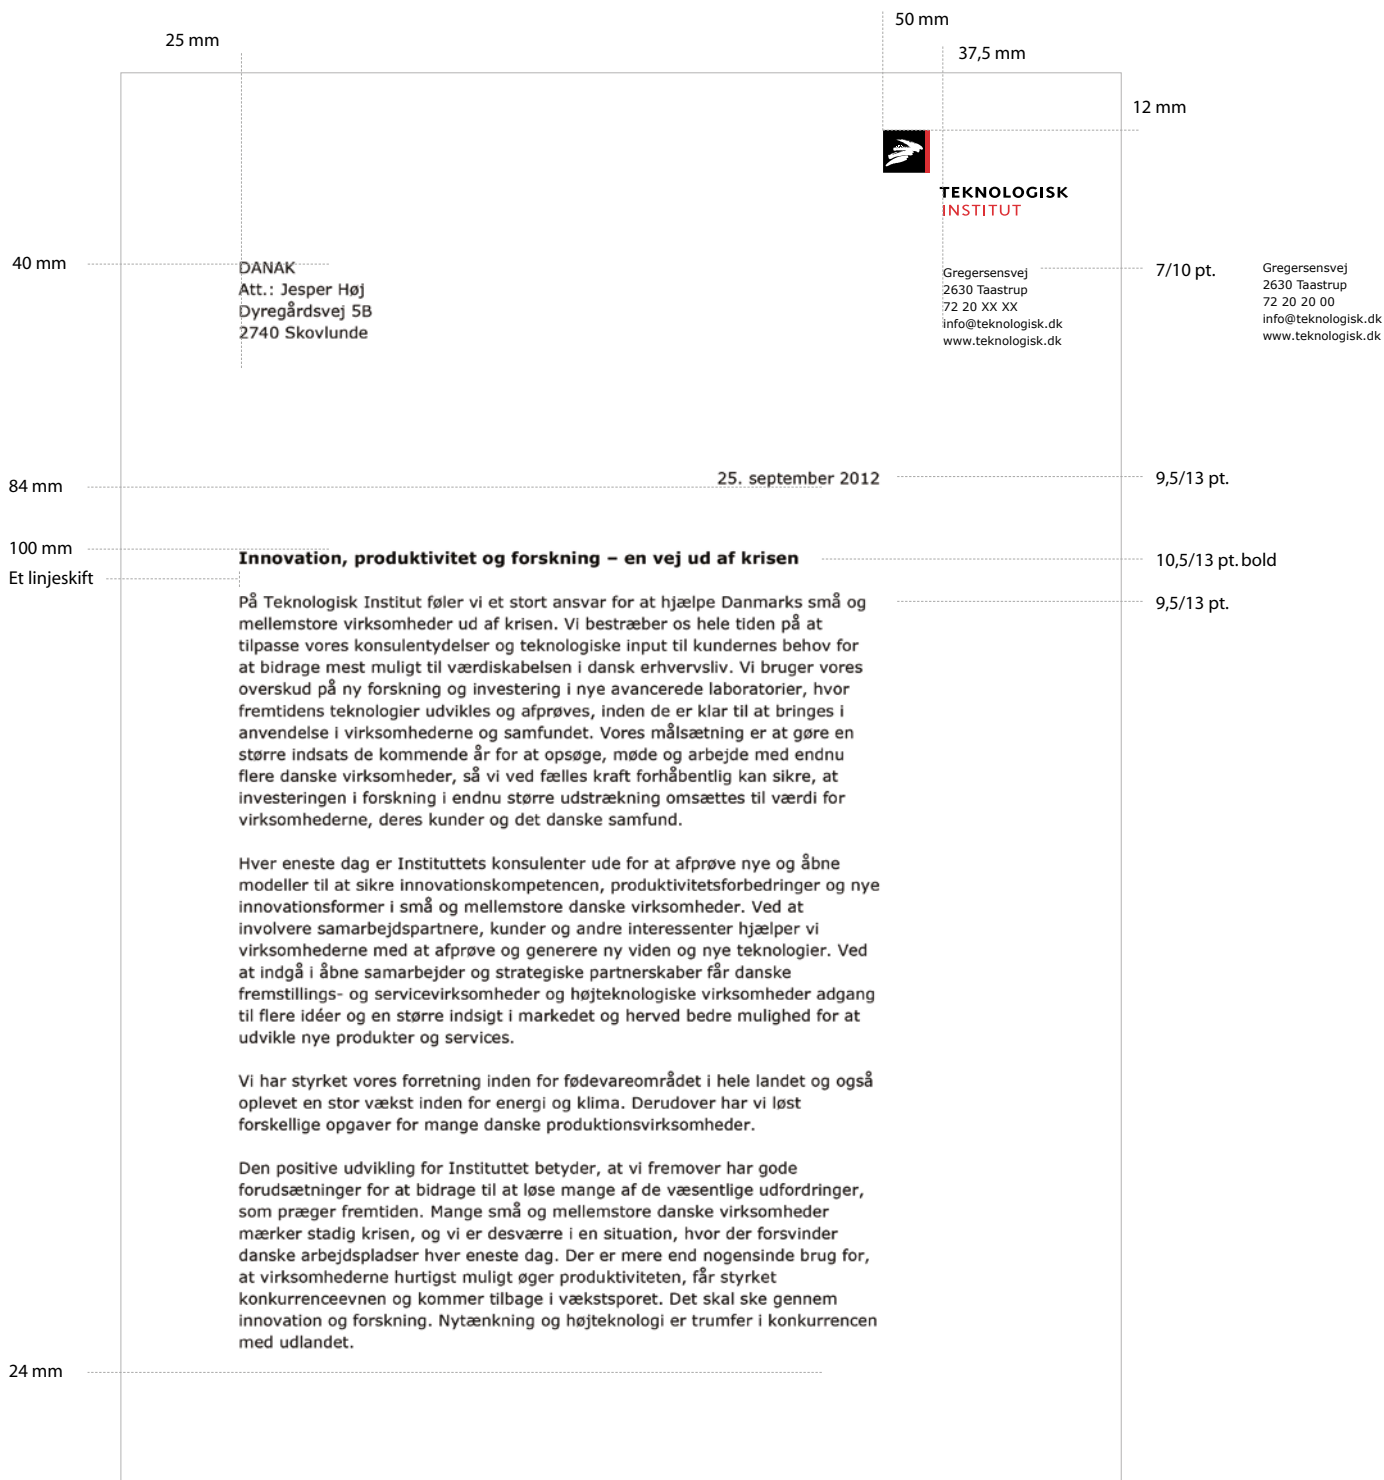 50 mm
25 mm
37,5 mm
12 mm
TEKNOLOGISK
INSTITUT
40 mm
DANAK
Att.: Jesper Høj
Dyregårdsvej 5B
2740 Skovlunde
Gregersensvej
2630 Taastrup
72 20 XX XX
info@teknologisk.dk
www.teknologisk.dk
7/10 pt.
Gregersensvej
2630 Taastrup
72 20 20 00
info@teknologisk.dk
www.teknologisk.dk
84 mm
25. september 2012
9,5/13 pt.
100 mm
Innovation, produktivitet og forskning – en vej ud af krisen
10,5/13 pt. bold
Et linjeskift
På Teknologisk Institut føler vi et stort ansvar for at hjælpe Danmarks små og
9,5/13 pt.
mellemstore virksomheder ud af krisen. Vi bestræber os hele tiden på at
tilpasse vores konsulentydelser og teknologiske input til kundernes behov for
at bidrage mest muligt til værdiskabelsen i dansk erhvervsliv. Vi bruger vores
overskud på ny forskning og investering i nye avancerede laboratorier, hvor
fremtidens teknologier udvikles og afprøves, inden de er klar til at bringes i
anvendelse i virksomhederne og samfundet. Vores målsætning er at gøre en
større indsats de kommende år for at opsøge, møde og arbejde med endnu
flere danske virksomheder, så vi ved fælles kraft forhåbentlig kan sikre, at
investeringen i forskning i endnu større udstrækning omsættes til værdi for
virksomhederne, deres kunder og det danske samfund.
Hver eneste dag er Instituttets konsulenter ude for at afprøve nye og åbne
modeller til at sikre innovationskompetencen, produktivitetsforbedringer og nye
innovationsformer i små og mellemstore danske virksomheder. Ved at
involvere samarbejdspartnere, kunder og andre interessenter hjælper vi
virksomhederne med at afprøve og generere ny viden og nye teknologier. Ved
at indgå i åbne samarbejder og strategiske partnerskaber får danske
fremstillings- og servicevirksomheder og højteknologiske virksomheder adgang
til flere idéer og en større indsigt i markedet og herved bedre mulighed for at
udvikle nye produkter og services.
Vi har styrket vores forretning inden for fødevareområdet i hele landet og også
oplevet en stor vækst inden for energi og klima. Derudover har vi løst
forskellige opgaver for mange danske produktionsvirksomheder.
Den positive udvikling for Instituttet betyder, at vi fremover har gode
forudsætninger for at bidrage til at løse mange af de væsentlige udfordringer,
som præger fremtiden. Mange små og mellemstore danske virksomheder
mærker stadig krisen, og vi er desværre i en situation, hvor der forsvinder
danske arbejdspladser hver eneste dag. Der er mere end nogensinde brug for,
at virksomhederne hurtigst muligt øger produktiviteten, får styrket
konkurrenceevnen og kommer tilbage i vækstsporet. Det skal ske gennem
innovation og forskning. Nytænkning og højteknologi er trumfer i konkurrencen
med udlandet.
24 mm